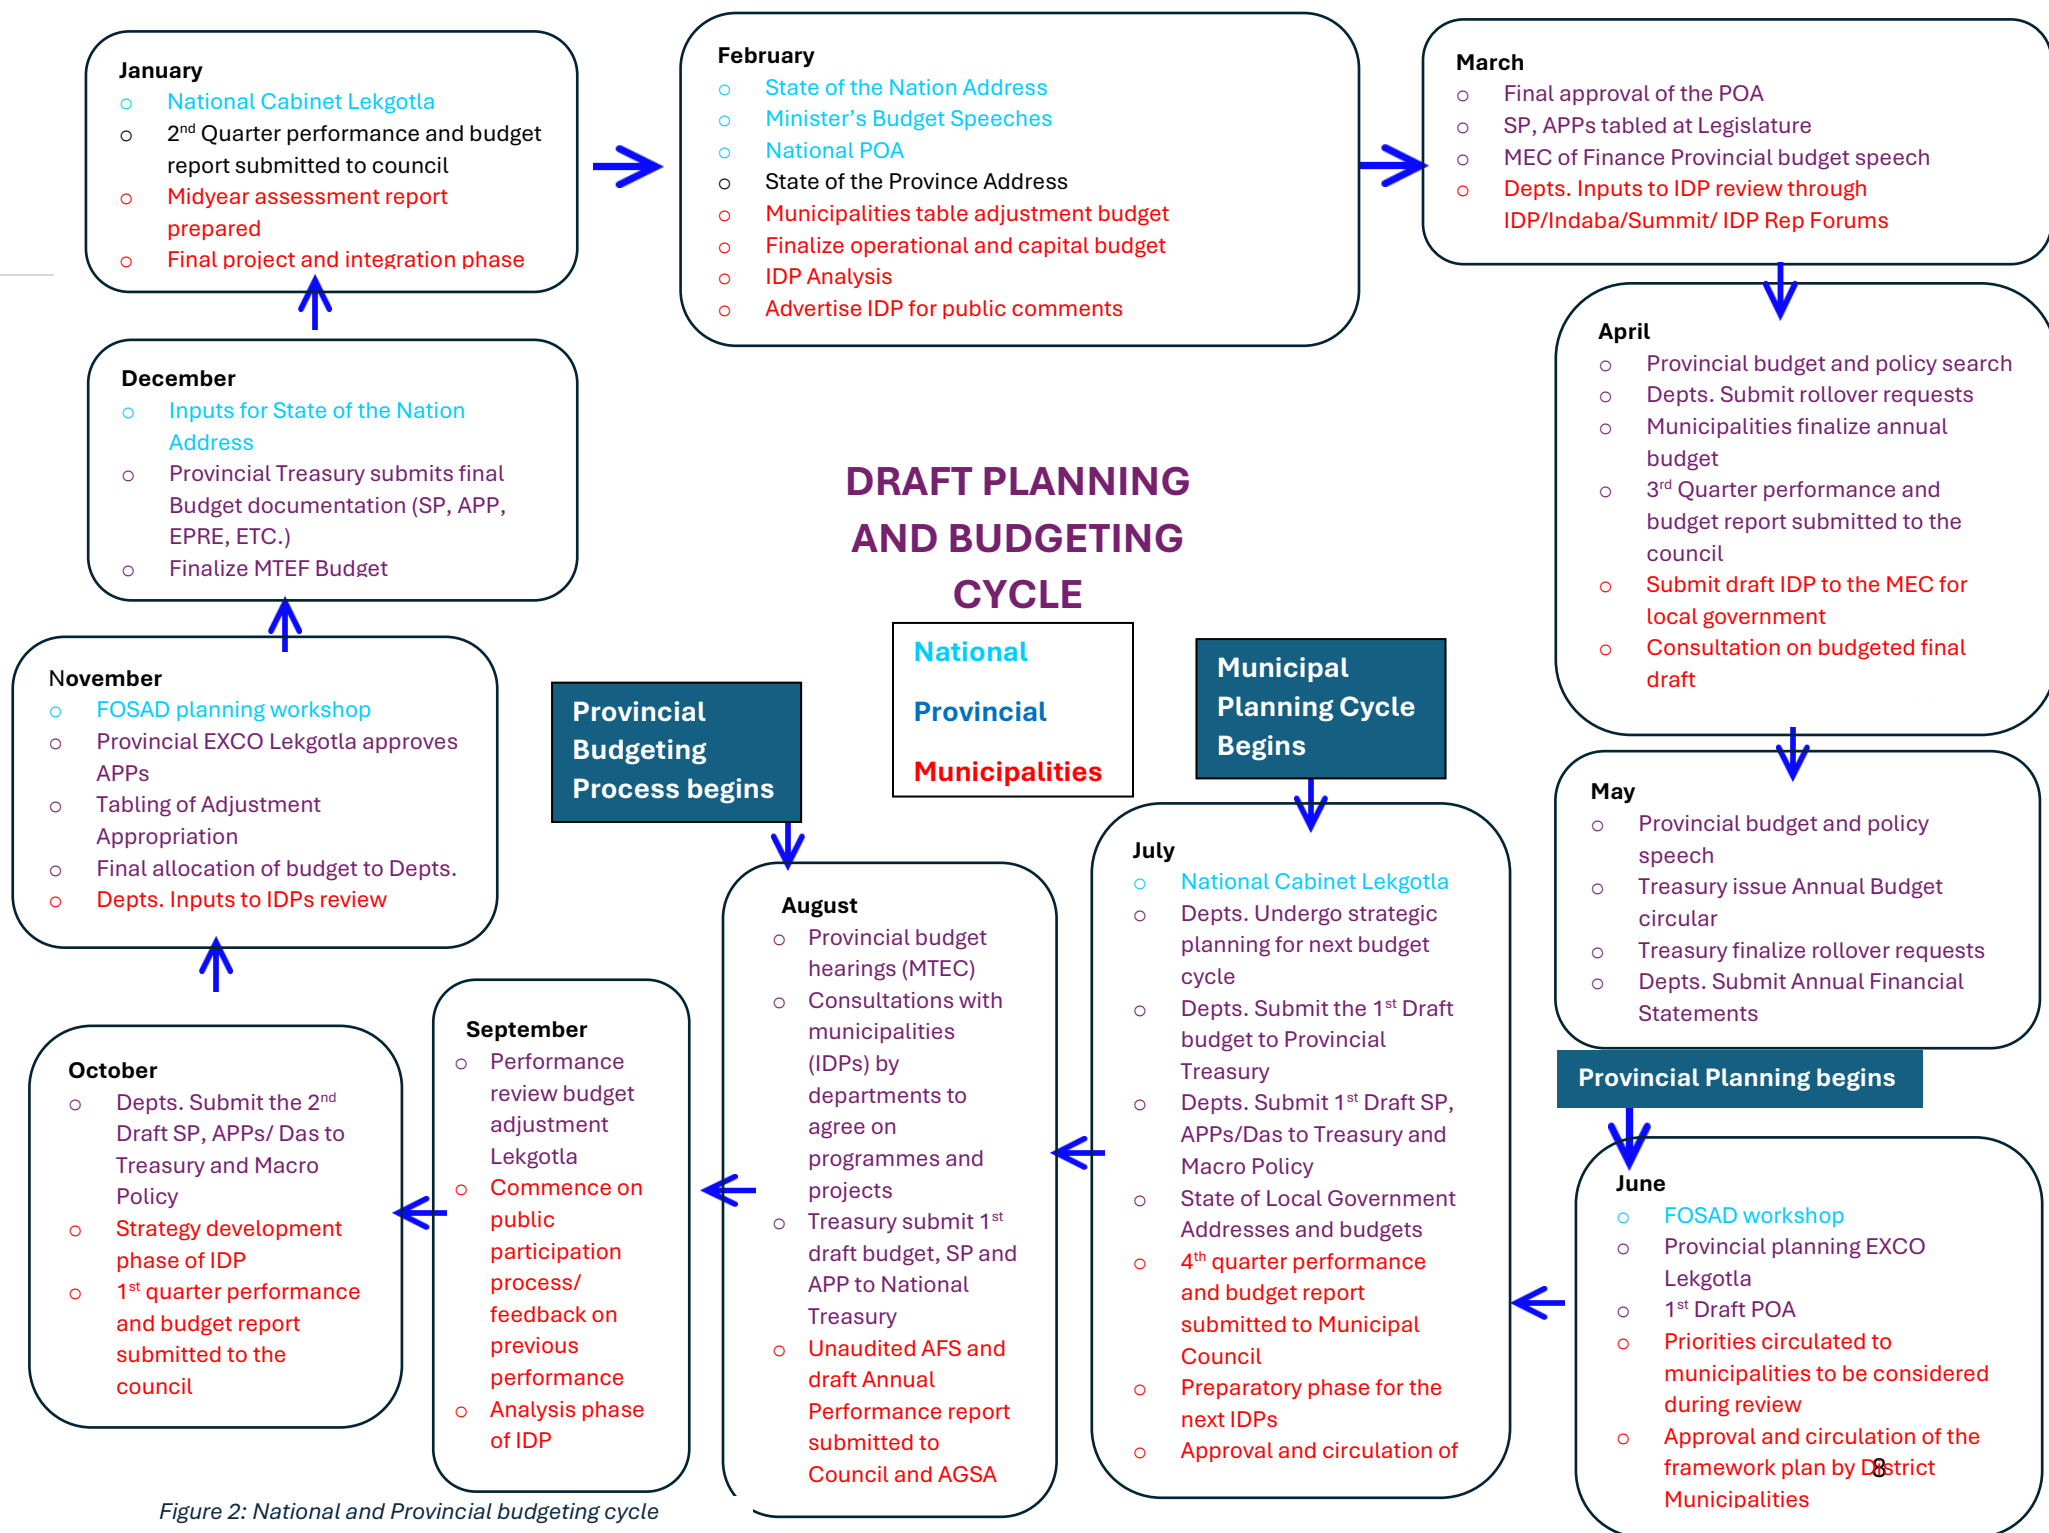 January
o National Cabinet Lekgotla
o 2nd Quarter performance and budget
report submitted to council
o Midyear assessment report
prepared
o Final project and integration phase
February
o State of the Nation Address
o Minister's Budget Speeches
o National POA
o State of the Province Address
o Municipalities table adjustment budget
o Finalize operational and capital budget
o IDP Analysis
o Advertise IDP for public comments
March
o Final approval of the POA
o SP, APPs tabled at Legislature
o MEC of Finance Provincial budget speech
o Depts. Inputs to IDP review through
IDP/Indaba/Summit/ IDP Rep Forums
April
o Provincial budget and policy search
o Depts. Submit rollover requests
o Municipalities finalize annual
budget
o 3rd Quarter performance and
budget report submitted to the
council
o Submit draft IDP to the MEC for
local government
o Consultation on budgeted final
draft
December
o Inputs for State of the Nation
Address
o Provincial Treasury submits final
Budget documentation (SP, APP,
EPRE, ETC.)
o Finalize MTEF Budget
DRAFT PLANNING
AND BUDGETING
CYCLE
National
Provincial
Municipalities
November
o FOSAD planning workshop
o Provincial EXCO Lekgotla approves
APPs
o Tabling of Adjustment
Appropriation
o Final allocation of budget to Depts.
o Depts. Inputs to IDPs review
Provincial
Budgeting
Process begins
Municipal
Planning Cycle
Begins
May
o Provincial budget and policy
speech
o Treasury issue Annual Budget
circular
o Treasury finalize rollover requests
o Depts. Submit Annual Financial
Statements
Provincial Planning begins
June
o FOSAD workshop
o Provincial planning EXCO
Lekgotla
o 1st Draft POA
o Priorities circulated to
municipalities to be considered
during review
o Approval and circulation of the
framework plan by District
Municipalities
July
o National Cabinet Lekgotla
o Depts. Undergo strategic
planning for next budget
cycle
o Depts. Submit the 1st Draft
budget to Provincial
Treasury
o Depts. Submit 1st Draft SP,
APPs/Das to Treasury and
Macro Policy
o State of Local Government
Addresses and budgets
o 4th quarter performance
and budget report
submitted to Municipal
Council
o Preparatory phase for the
next IDPs
o Approval and circulation of
August
o Provincial budget
hearings (MTEC)
o Consultations with
municipalities
(IDPs) by
departments to
agree on
programmes and
projects
o Treasury submit 1st
draft budget, SP and
APP to National
Treasury
o Unaudited AFS and
draft Annual
Performance report
submitted to
Council and AGSA
September
o Performance
review budget
adjustment
Lekgotla
o Commence on
public
participation
process/
feedback on
previous
performance
o Analysis phase
of IDP
October
o Depts. Submit the 2nd
Draft SP, APPs/ Das to
Treasury and Macro
Policy
o Strategy development
phase of IDP
o 1st quarter performance
and budget report
submitted to the
council
8
Figure 2: National and Provincial budgeting cycle